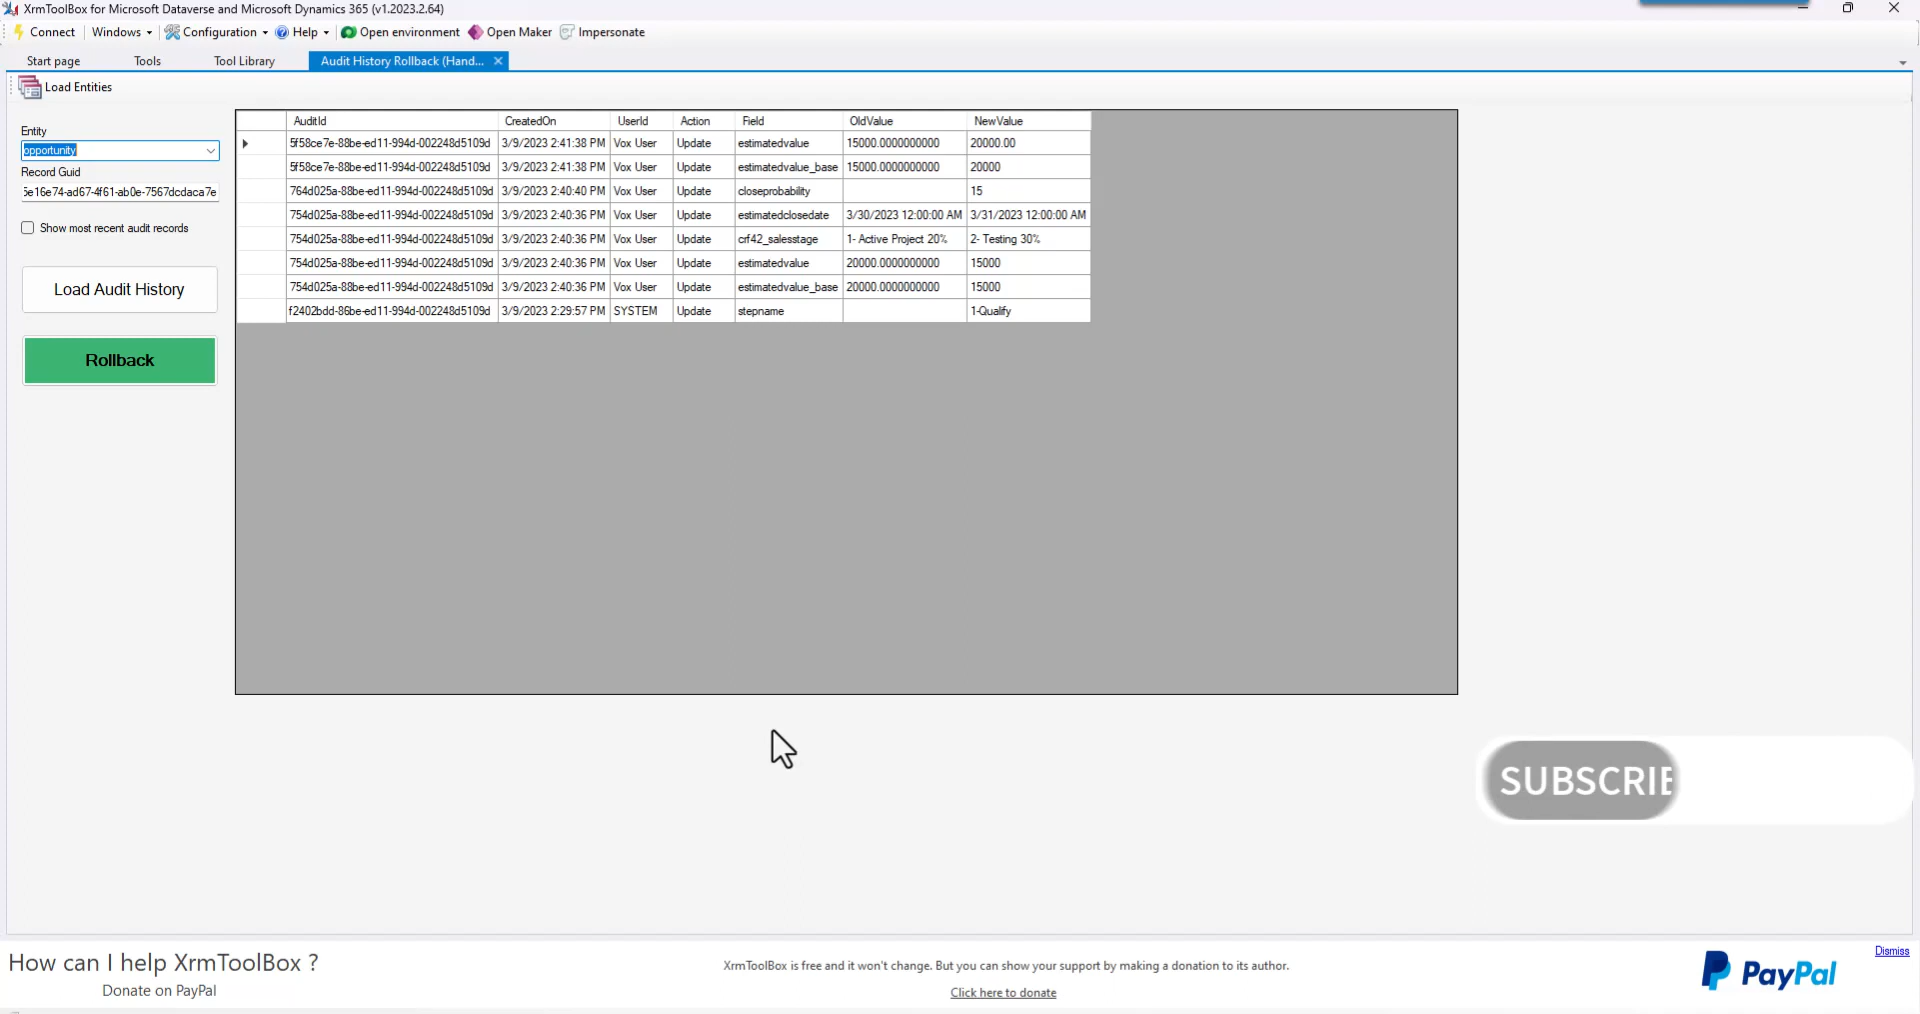 XrmToolBox for Microsoft Dataverse and Microsoft Dynamics 365 (v1.2023.2.64)
Connect Windows Configuration Help Open environment Open Maker Impersonate
Start page Tools Tool Library Audit History Rollback (Hand...
Load Entities
Entity
opportunity
Record Guid
5e16e74-ad67-4f61-ab0e-7567dcdaca7e
Show most recent audit records
Load Audit History
Rollback
AuditId CreatedOn UserId Action Field OldValue NewValue
5f58ce7e-88be-ed11-994d-002248d5109d 3/9/2023 2:41:38 PM Vox User Update estimatedvalue 15000.0000000000 20000.00
5f58ce7e-88be-ed11-994d-002248d5109d 3/9/2023 2:41:38 PM Vox User Update estimatedvalue_base 15000.0000000000 20000
764d025a-88be-ed11-994d-002248d5109d 3/9/2023 2:40:40 PM Vox User Update closeprobability 15
754d025a-88be-ed11-994d-002248d5109d 3/9/2023 2:40:36 PM Vox User Update estimatedclosedate 3/30/2023 12:00:00 AM 3/31/2023 12:00:00 AM
754d025a-88be-ed11-994d-002248d5109d 3/9/2023 2:40:36 PM Vox User Update crf42_salesstage 1- Active Project 20% 2- Testing 30%
754d025a-88be-ed11-994d-002248d5109d 3/9/2023 2:40:36 PM Vox User Update estimatedvalue 20000.0000000000 15000
754d025a-88be-ed11-994d-002248d5109d 3/9/2023 2:40:36 PM Vox User Update estimatedvalue_base 20000.0000000000 15000
f2402bdd-86be-ed11-994d-002248d5109d 3/9/2023 2:29:57 PM SYSTEM Update stepname 1-Qualify
SUBSCRIB
How can I help XrmToolBox ?
Donate on PayPal
XrmToolBox is free and it won't change. But you can show your support by making a donation to its author.
Click here to donate
PayPal
Dismiss